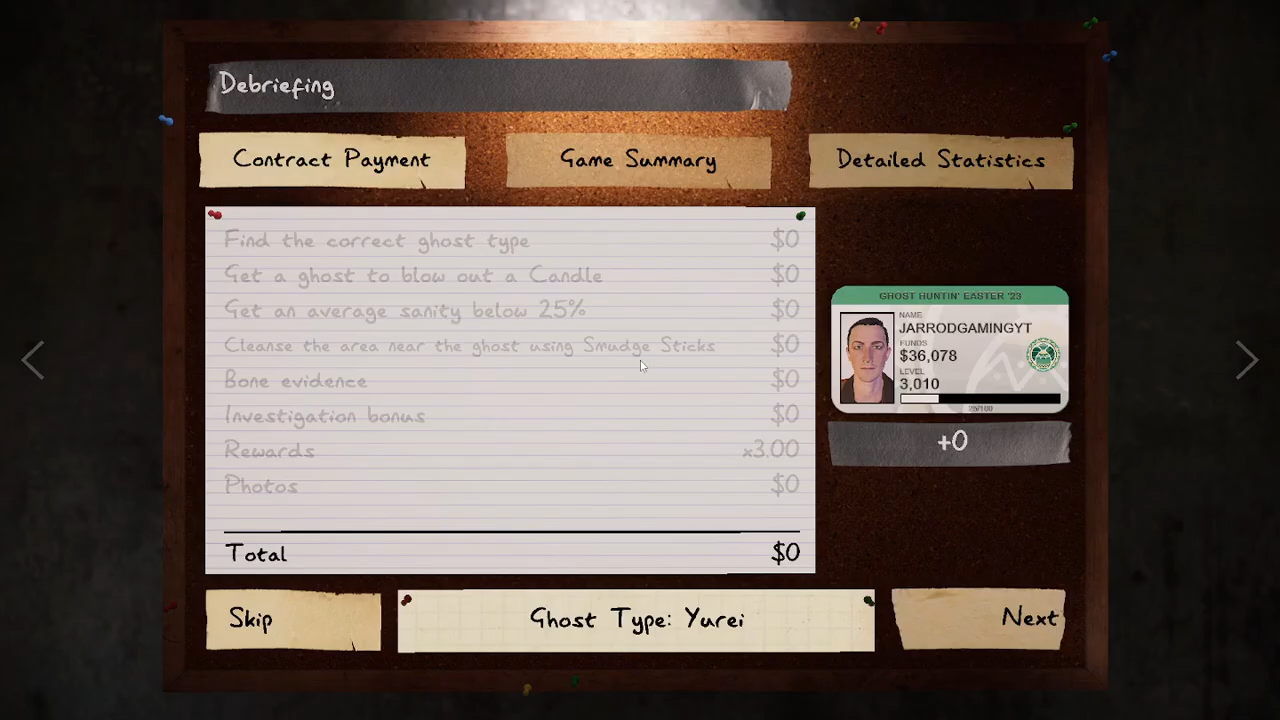 Debriefing
Contract Payment
Game Summary
Detailed Statistics
Find the correct ghost type $0
Get a ghost to blow out a Candle $0
Get an average sanity below 25% $0
Cleanse the area near the ghost using Smudge Sticks $0
Bone evidence $0
Investigation bonus $0
Rewards x3.00
Photos $0
Total $0
GHOST HUNTIN' EASTER '23
NAME
JARRODGAMINGYT
FUNDS
$36,078
LEVEL
3,010
25/100
+0
Skip
Ghost Type: Yurei
Next